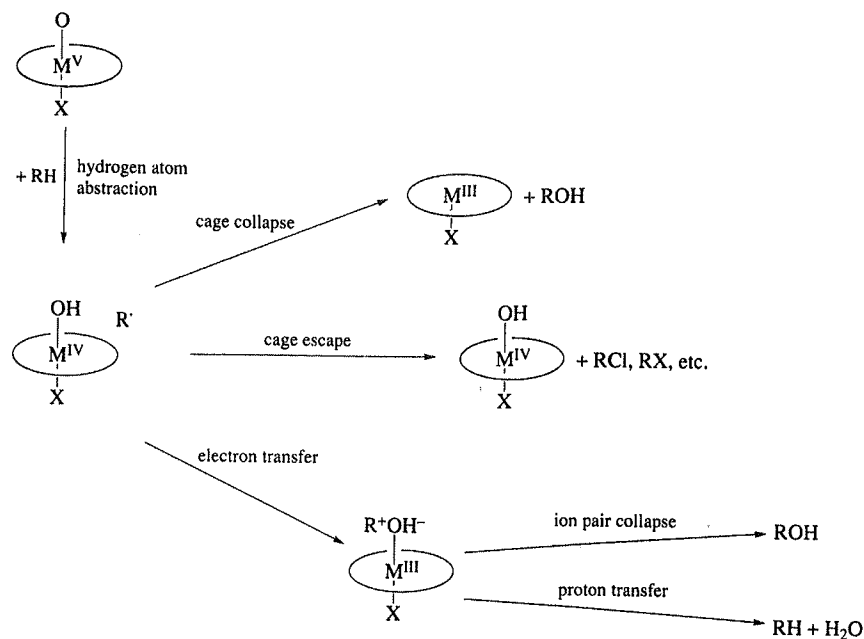 O
M^V
X
+ RH
hydrogen atom
abstraction
cage collapse
M^III
+ ROH
X
OH
R·
M^IV
X
cage escape
OH
M^IV
+ RCl, RX, etc.
X
electron transfer
R⁺OH⁻
M^III
X
ion pair collapse
ROH
proton transfer
RH + H₂O